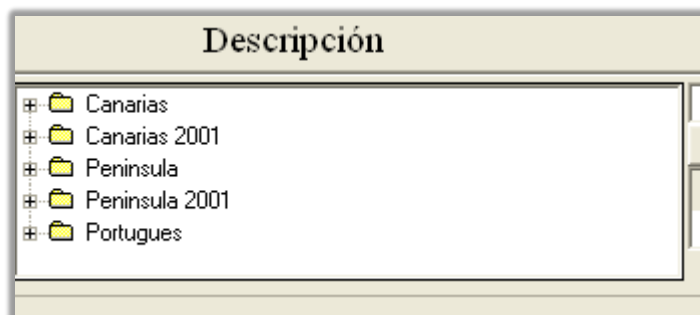 Descripción
Canarias
Canarias 2001
Peninsula
Peninsula 2001
Portugues